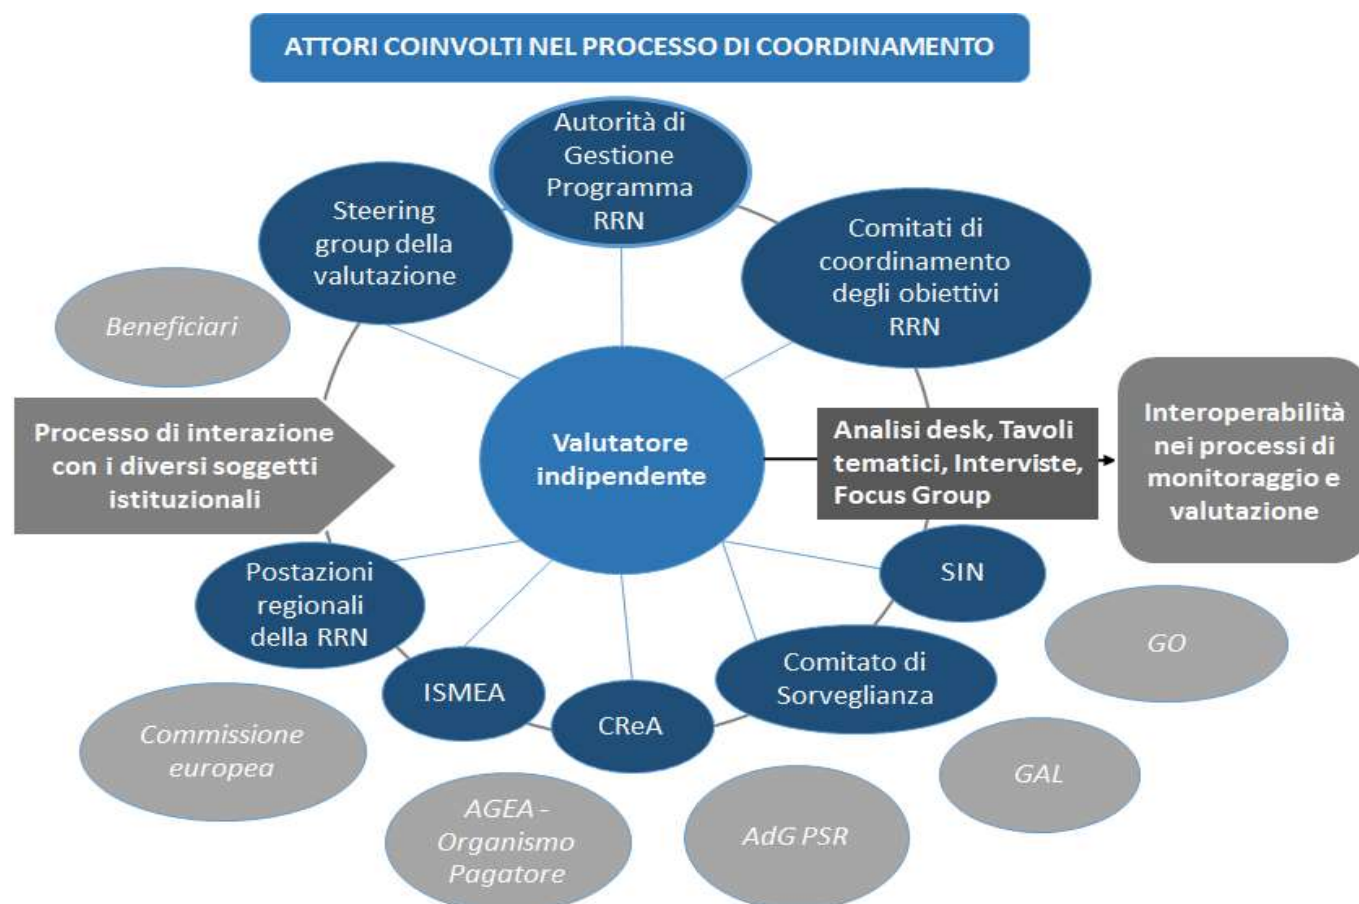 ATTORI COINVOLTI NEL PROCESSO DI COORDINAMENTO
Autorità di
Gestione
Programma
RRN
Steering
group della
valutazione
Comitati di
coordinamento
degli obiettivi
RRN
Beneficiari
Processo di interazione
con i diversi soggetti
istituzionali
Valutatore
indipendente
Analisi desk, Tavoli
tematici, Interviste,
Focus Group
Interoperabilità
nei processi di
monitoraggio e
valutazione
Postazioni
regionali
della RRN
ISMEA
CReA
Comitato di
Sorveglianza
SIN
GO
Commissione
europea
AGEA -
Organismo
Pagatore
AdG PSR
GAL